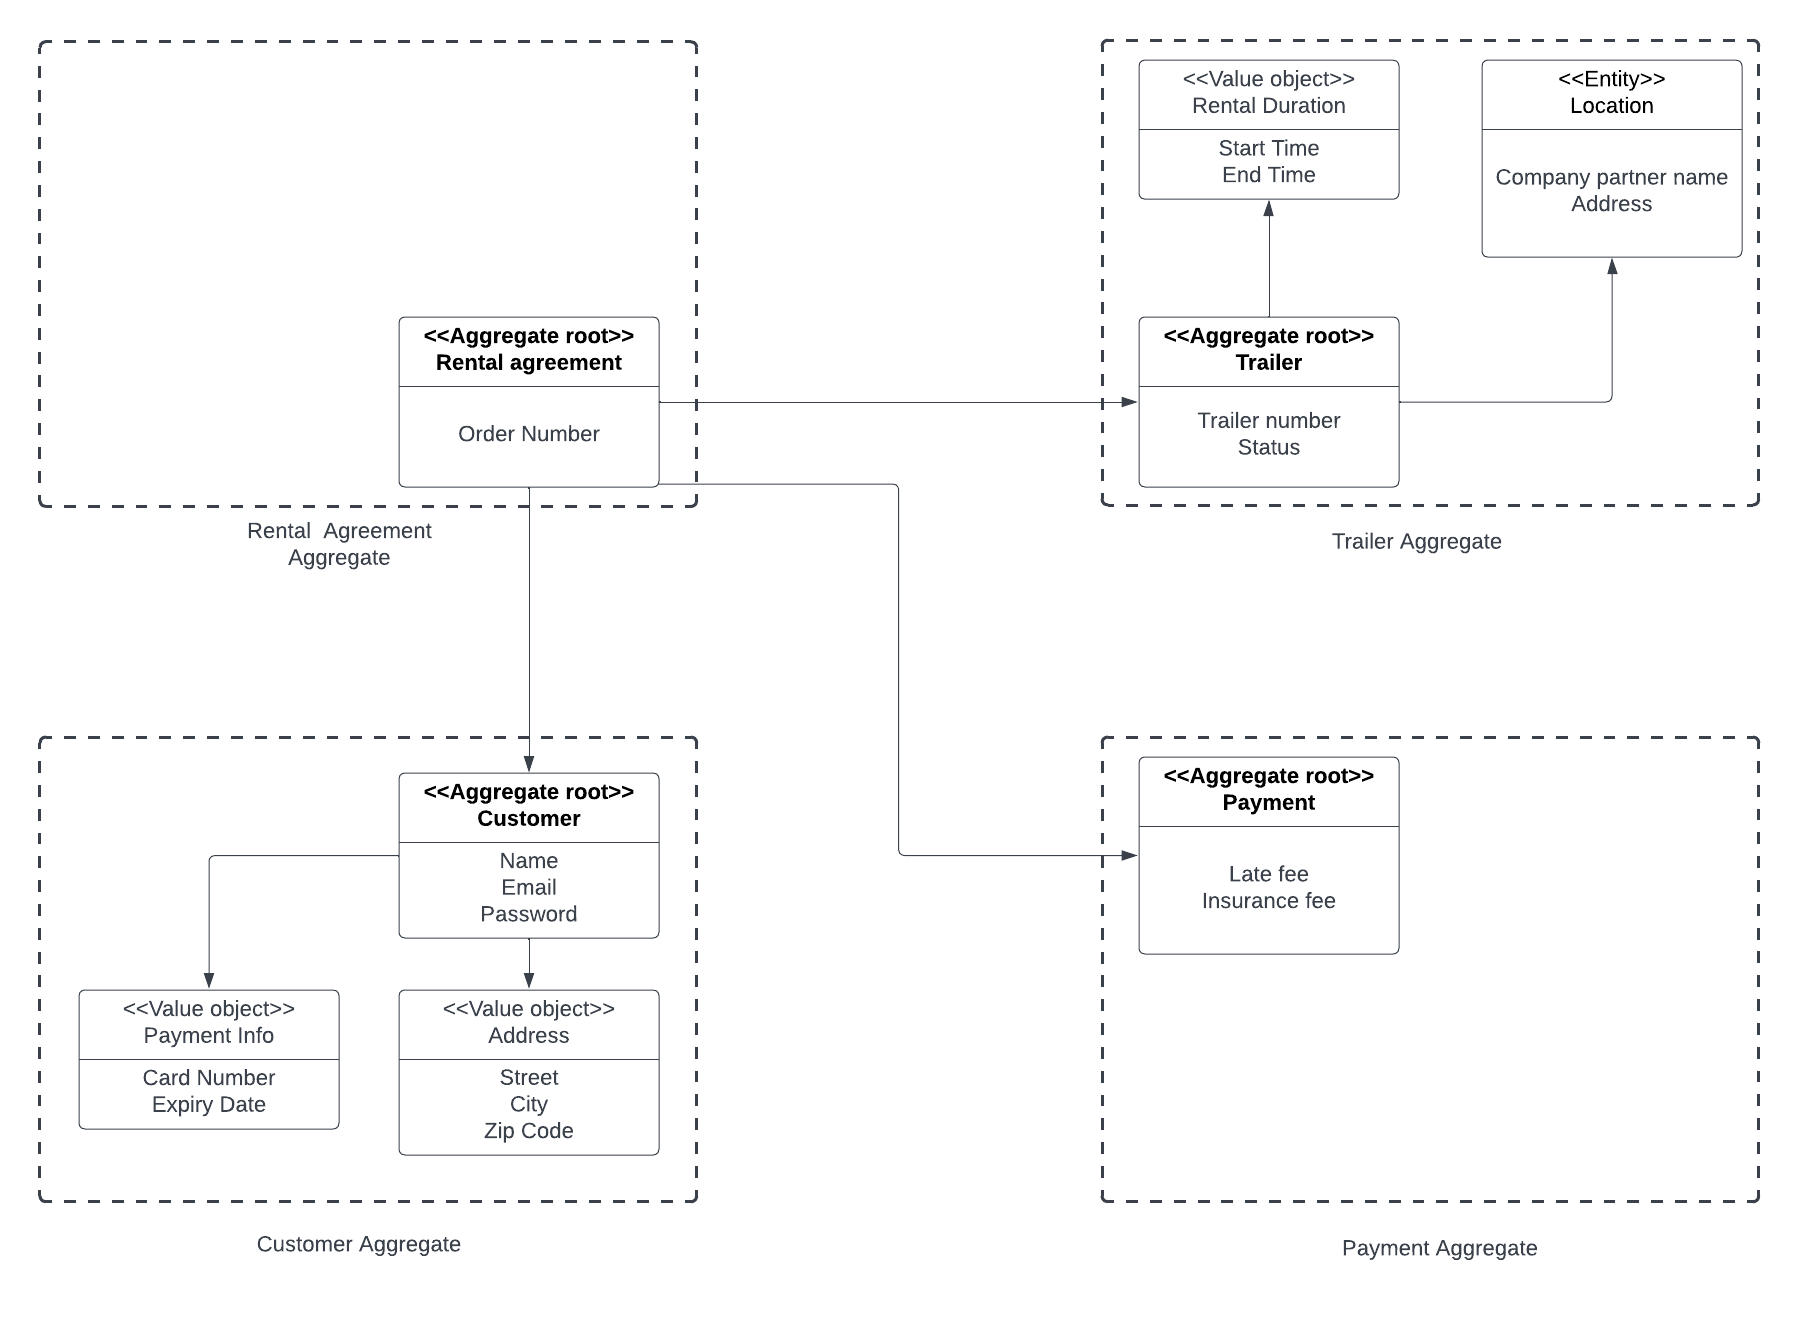 <<Value object>>
Rental Duration
Start Time
End Time
<<Entity>>
Location
Company partner name
Address
<<Aggregate root>>
Rental agreement
Order Number
<<Aggregate root>>
Trailer
Trailer number
Status
Rental Agreement
Aggregate
Trailer Aggregate
<<Aggregate root>>
Customer
Name
Email
Password
<<Aggregate root>>
Payment
Late fee
Insurance fee
<<Value object>>
Payment Info
Card Number
Expiry Date
<<Value object>>
Address
Street
City
Zip Code
Customer Aggregate
Payment Aggregate